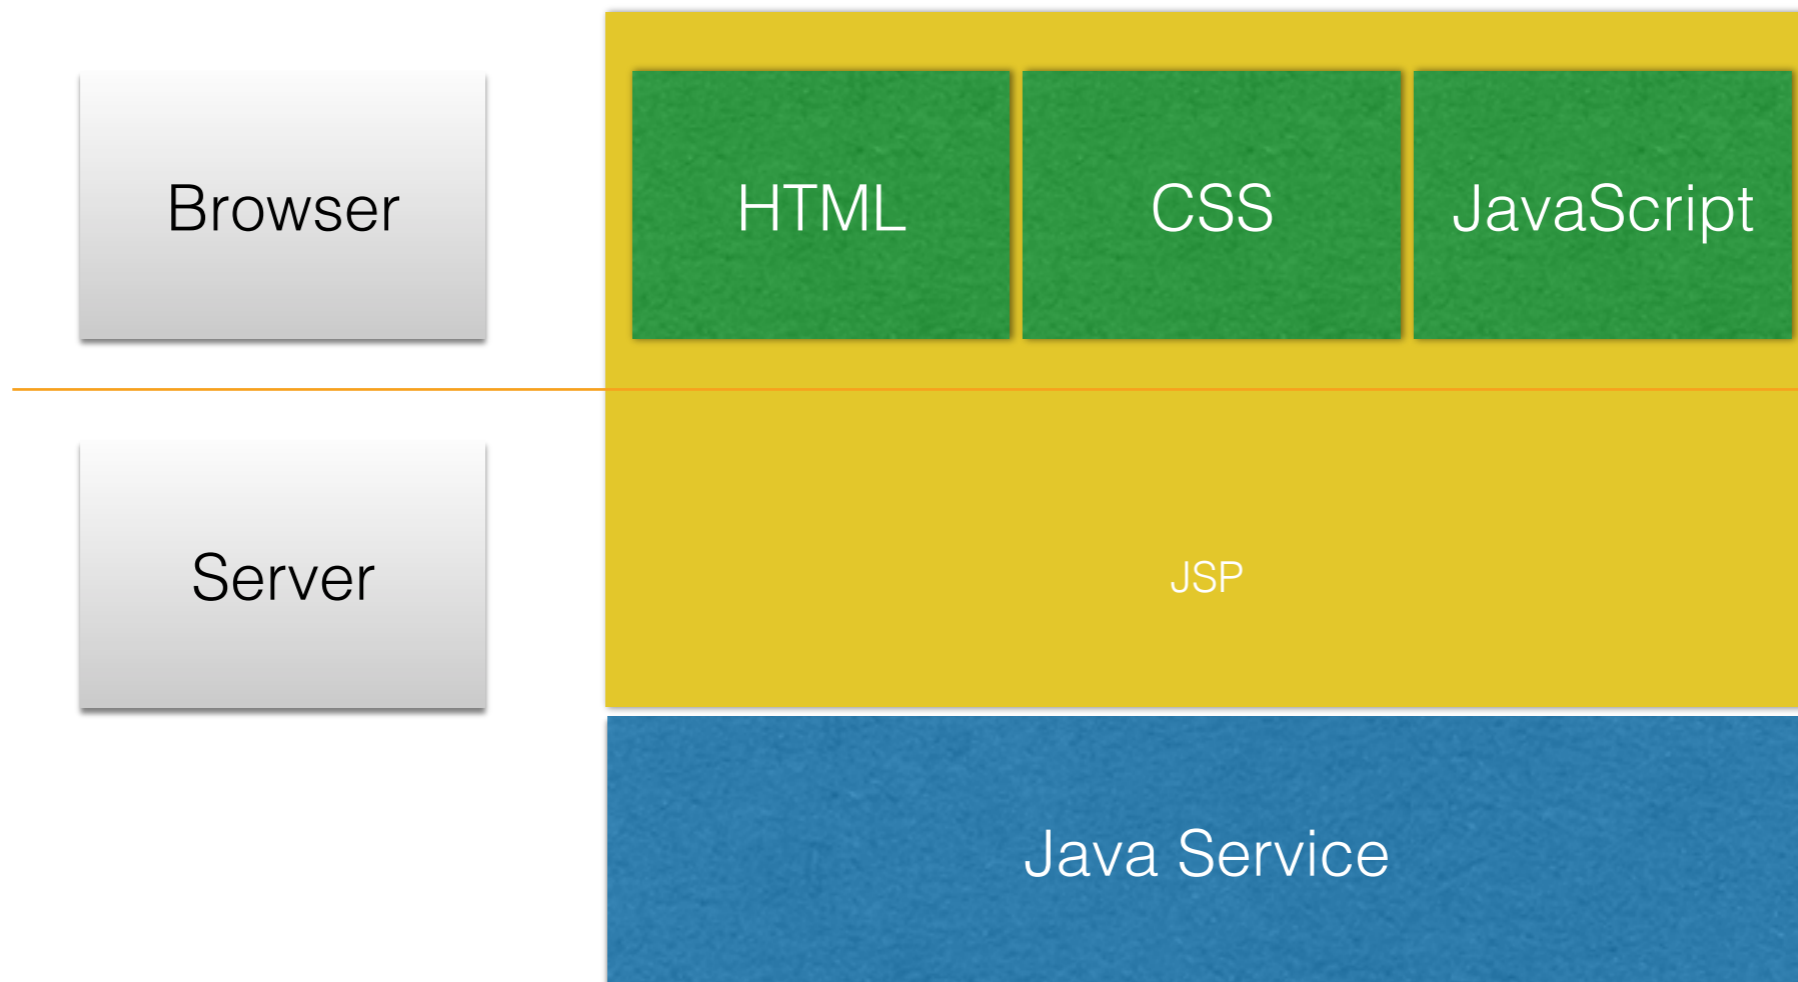 Browser
HTML
CSS
JavaScript
Server
JSP
Java Service